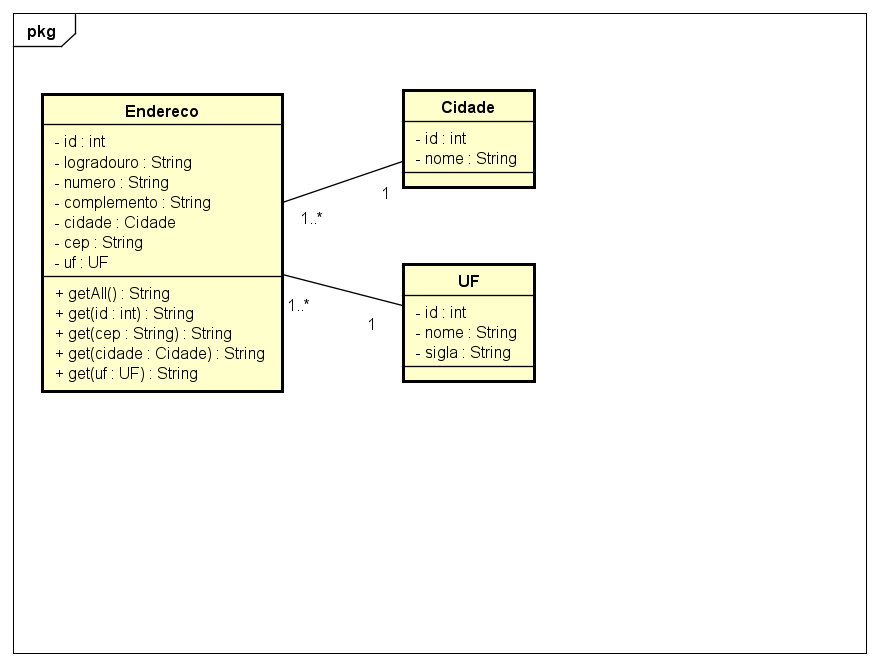 pkg
Endereco
- id : int
- logradouro : String
- numero : String
- complemento : String
- cidade : Cidade
- cep : String
- uf : UF
+ getAll() : String
+ get(id : int) : String
+ get(cep : String) : String
+ get(cidade : Cidade) : String
+ get(uf : UF) : String
1..*
1
Cidade
- id : int
- nome : String
1..*
1
UF
- id : int
- nome : String
- sigla : String